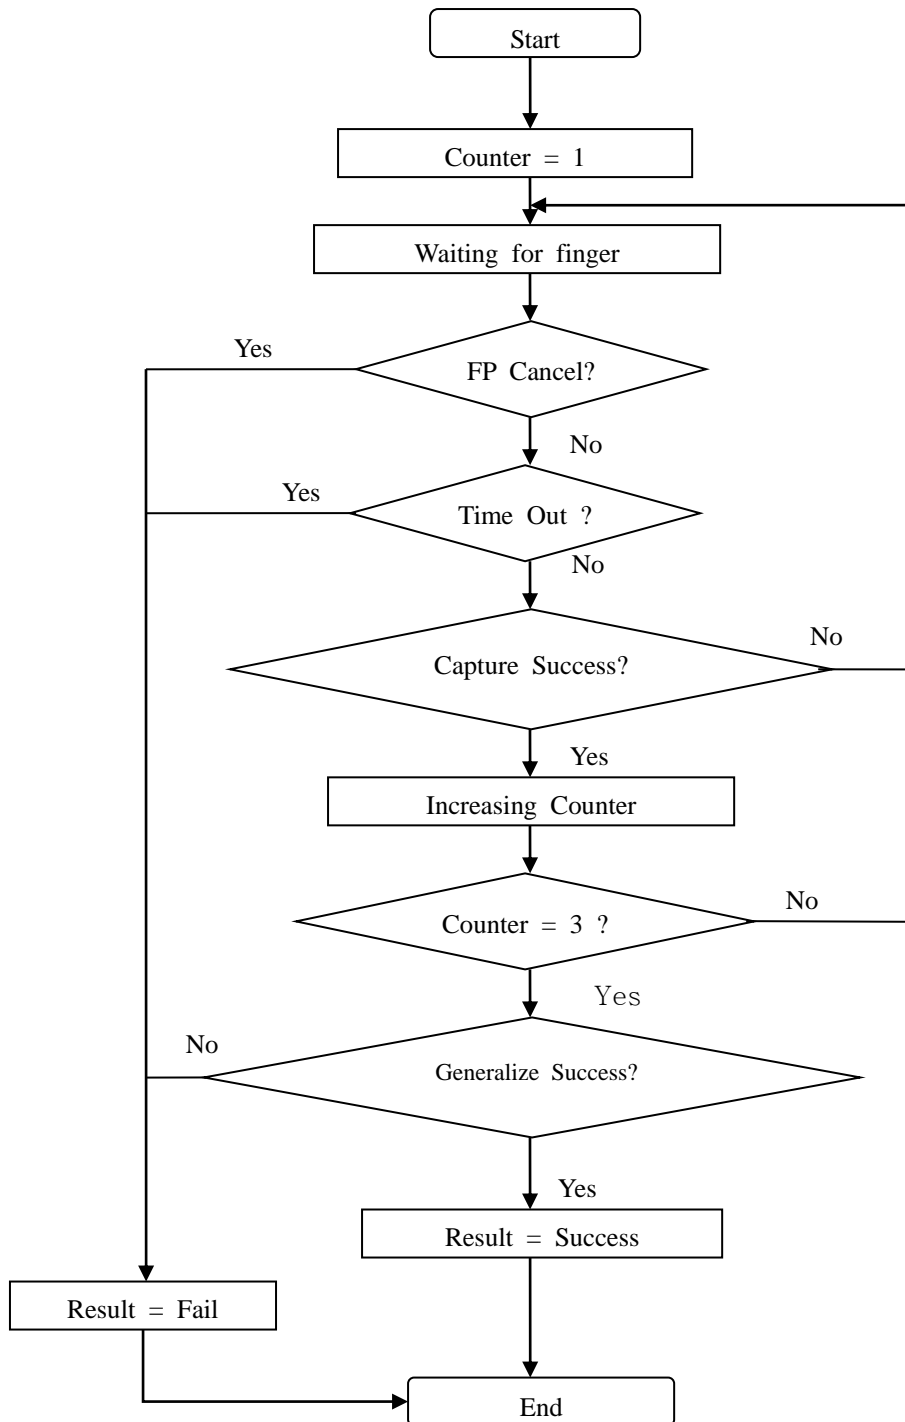 Start
Counter = 1
Waiting for finger
Yes
FP Cancel?
No
Yes
Time Out ?
No
No
Capture Success?
Yes
Increasing Counter
No
Counter = 3 ?
Yes
No
Generalize Success?
Yes
Result = Success
Result = Fail
End